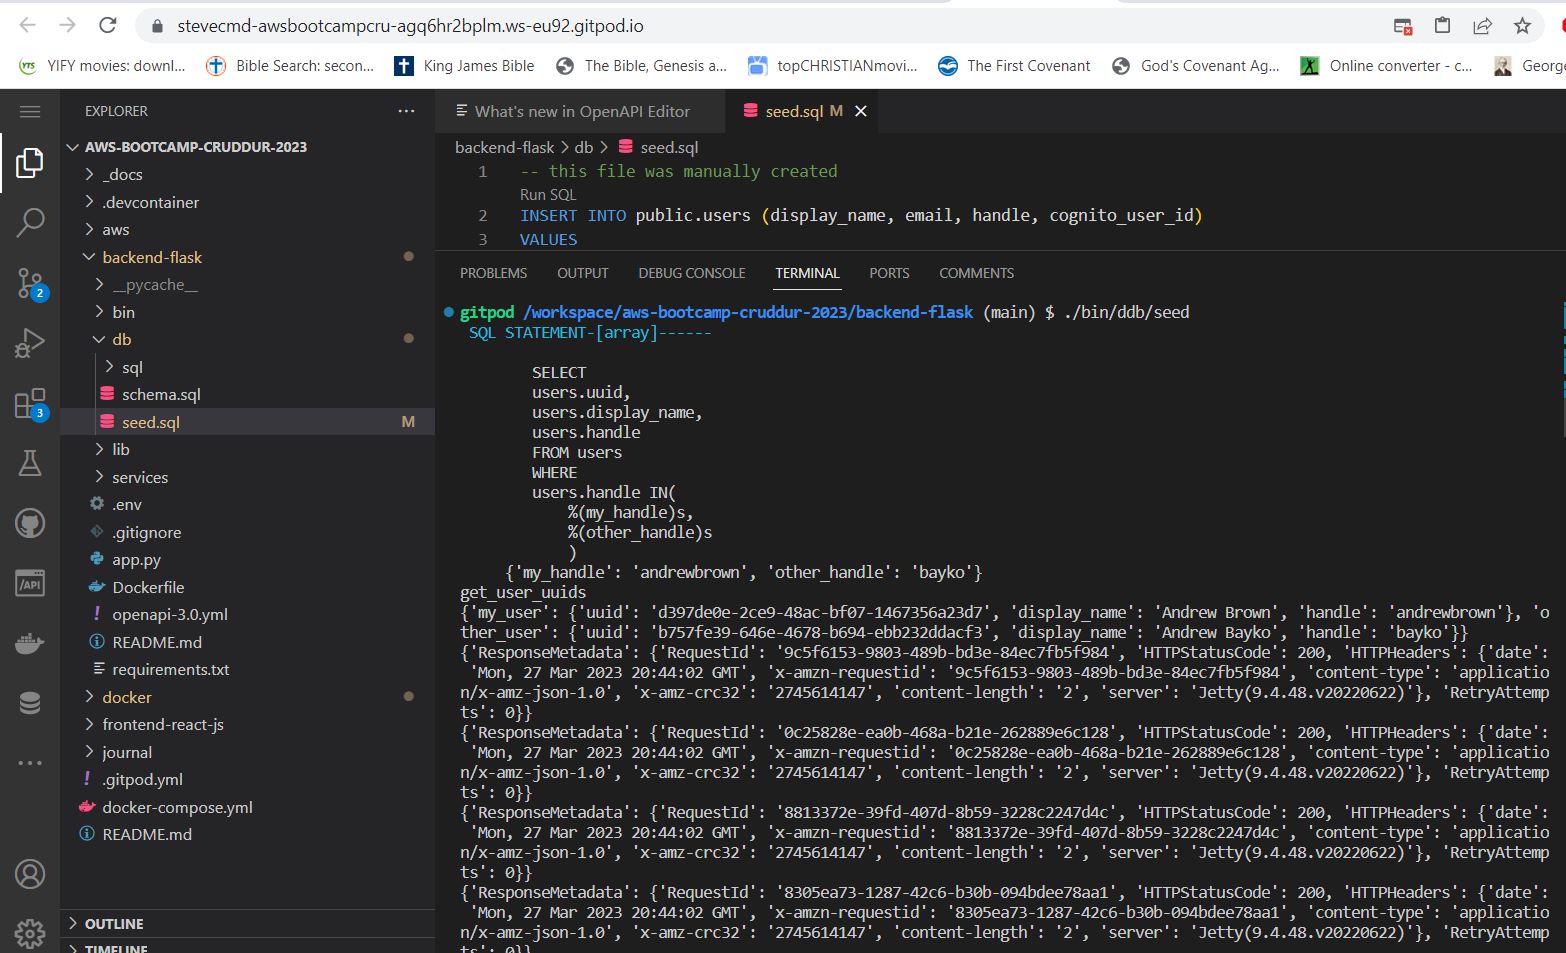 stevecmd-awsbootcampcru-agq6hr2bplm.ws-eu92.gitpod.io
YTS YIFY movies: downl... Bible Search: secon... King James Bible The Bible, Genesis a... topCHRISTIANmovi... The First Covenant God's Covenant Ag... Online converter - c... George
EXPLORER
AWS-BOOTCAMP-CRUDDUR-2023
_docs
.devcontainer
aws
backend-flask
__pycache__
bin
db
sql
schema.sql
seed.sql M
lib
services
.env
.gitignore
app.py
Dockerfile
openapi-3.0.yml
README.md
requirements.txt
docker
frontend-react-js
journal
.gitpod.yml
docker-compose.yml
README.md
OUTLINE
TIMELINE
2
3
/API
What's new in OpenAPI Editor seed.sql M
backend-flask > db > seed.sql
1 -- this file was manually created
Run SQL
2 INSERT INTO public.users (display_name, email, handle, cognito_user_id)
3 VALUES
PROBLEMS OUTPUT DEBUG CONSOLE TERMINAL PORTS COMMENTS
gitpod /workspace/aws-bootcamp-cruddur-2023/backend-flask (main) $ ./bin/ddb/seed
SQL STATEMENT-[array]------
SELECT
users.uuid,
users.display_name,
users.handle
FROM users
WHERE
users.handle IN(
%(my_handle)s,
%(other_handle)s
)
{'my_handle': 'andrewbrown', 'other_handle': 'bayko'}
get_user_uuids
{'my_user': {'uuid': 'd397de0e-2ce9-48ac-bf07-1467356a23d7', 'display_name': 'Andrew Brown', 'handle': 'andrewbrown'}, 'o
ther_user': {'uuid': 'b757fe39-646e-4678-b694-ebb232ddacf3', 'display_name': 'Andrew Bayko', 'handle': 'bayko'}}
{'ResponseMetadata': {'RequestId': '9c5f6153-9803-489b-bd3e-84ec7fb5f984', 'HTTPStatusCode': 200, 'HTTPHeaders': {'date':
'Mon, 27 Mar 2023 20:44:02 GMT', 'x-amzn-requestid': '9c5f6153-9803-489b-bd3e-84ec7fb5f984', 'content-type': 'applicatio
n/x-amz-json-1.0', 'x-amz-crc32': '2745614147', 'content-length': '2', 'server': 'Jetty(9.4.48.v20220622)'}, 'RetryAttemp
ts': 0}}
{'ResponseMetadata': {'RequestId': '0c25828e-ea0b-468a-b21e-262889e6c128', 'HTTPStatusCode': 200, 'HTTPHeaders': {'date':
'Mon, 27 Mar 2023 20:44:02 GMT', 'x-amzn-requestid': '0c25828e-ea0b-468a-b21e-262889e6c128', 'content-type': 'applicatio
n/x-amz-json-1.0', 'x-amz-crc32': '2745614147', 'content-length': '2', 'server': 'Jetty(9.4.48.v20220622)'}, 'RetryAttemp
ts': 0}}
{'ResponseMetadata': {'RequestId': '8813372e-39fd-407d-8b59-3228c2247d4c', 'HTTPStatusCode': 200, 'HTTPHeaders': {'date':
'Mon, 27 Mar 2023 20:44:02 GMT', 'x-amzn-requestid': '8813372e-39fd-407d-8b59-3228c2247d4c', 'content-type': 'applicatio
n/x-amz-json-1.0', 'x-amz-crc32': '2745614147', 'content-length': '2', 'server': 'Jetty(9.4.48.v20220622)'}, 'RetryAttemp
ts': 0}}
{'ResponseMetadata': {'RequestId': '8305ea73-1287-42c6-b30b-094bdee78aa1', 'HTTPStatusCode': 200, 'HTTPHeaders': {'date':
'Mon, 27 Mar 2023 20:44:02 GMT', 'x-amzn-requestid': '8305ea73-1287-42c6-b30b-094bdee78aa1', 'content-type': 'applicatio
n/x-amz-json-1.0', 'x-amz-crc32': '2745614147', 'content-length': '2', 'server': 'Jetty(9.4.48.v20220622)'}, 'RetryAttemp
ts': 0}}